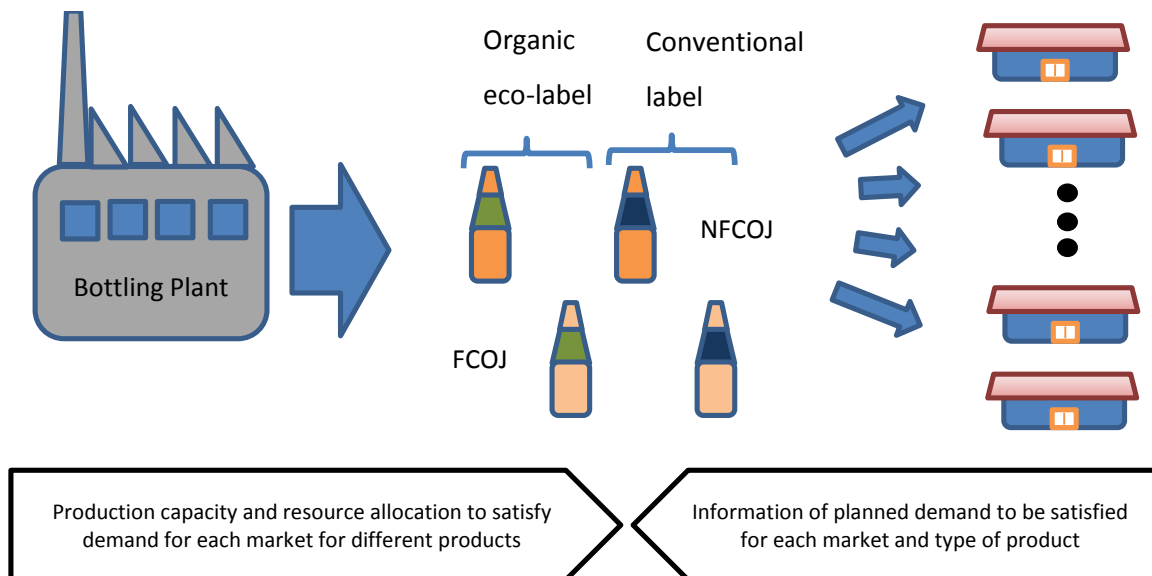 Organic
eco-label
Conventional
label
NFCOJ
Bottling Plant
FCOJ
Production capacity and resource allocation to satisfy
demand for each market for different products
Information of planned demand to be satisfied
for each market and type of product